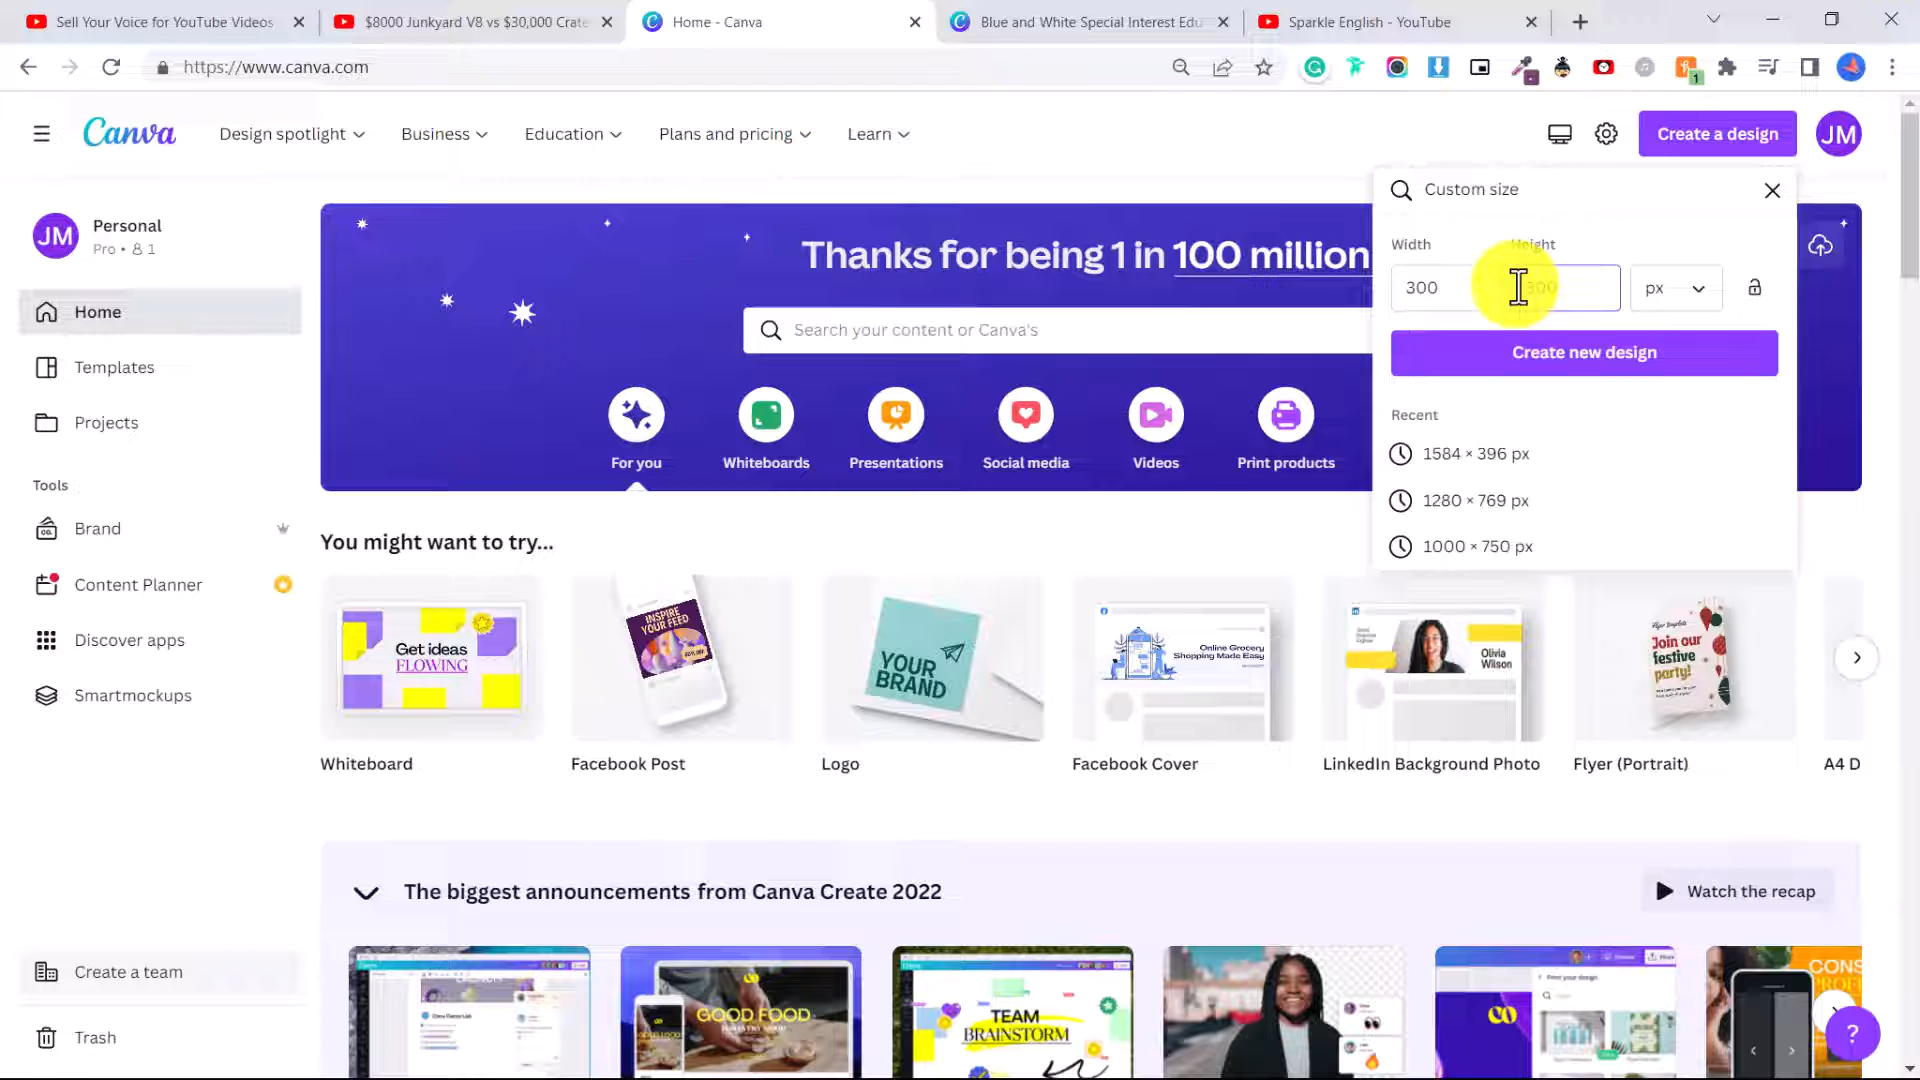 Sell Your Voice for YouTube Videos
$8000 Junkyard V8 vs $30,000 Crate
Home - Canva
Blue and White Special Interest Edu
Sparkle English - YouTube
https://www.canva.com
1
Canva
Design spotlight
Business
Education
Plans and pricing
Learn
Create a design
JM
JM
Personal
Pro • 1
Home
Templates
Projects
Tools
Brand
Content Planner
Discover apps
Smartmockups
Create a team
Trash
Thanks for being 1 in 100 million
Search your content or Canva's
For you
Whiteboards
Presentations
Social media
Videos
Print products
Custom size
Width
Height
300
300
px
Create new design
Recent
1584 × 396 px
1280 × 769 px
1000 × 750 px
You might want to try...
Get ideas
FLOWING
INSPIRE
YOUR FEED
YOUR
BRAND
Online Grocery
Shopping Made Easy
Olivia
Wilson
Join our
festive
party!
Whiteboard
Facebook Post
Logo
Facebook Cover
LinkedIn Background Photo
Flyer (Portrait)
A4 D
The biggest announcements from Canva Create 2022
Watch the recap
GOOD FOOD
TEAM
BRAINSTORM
CONS
?